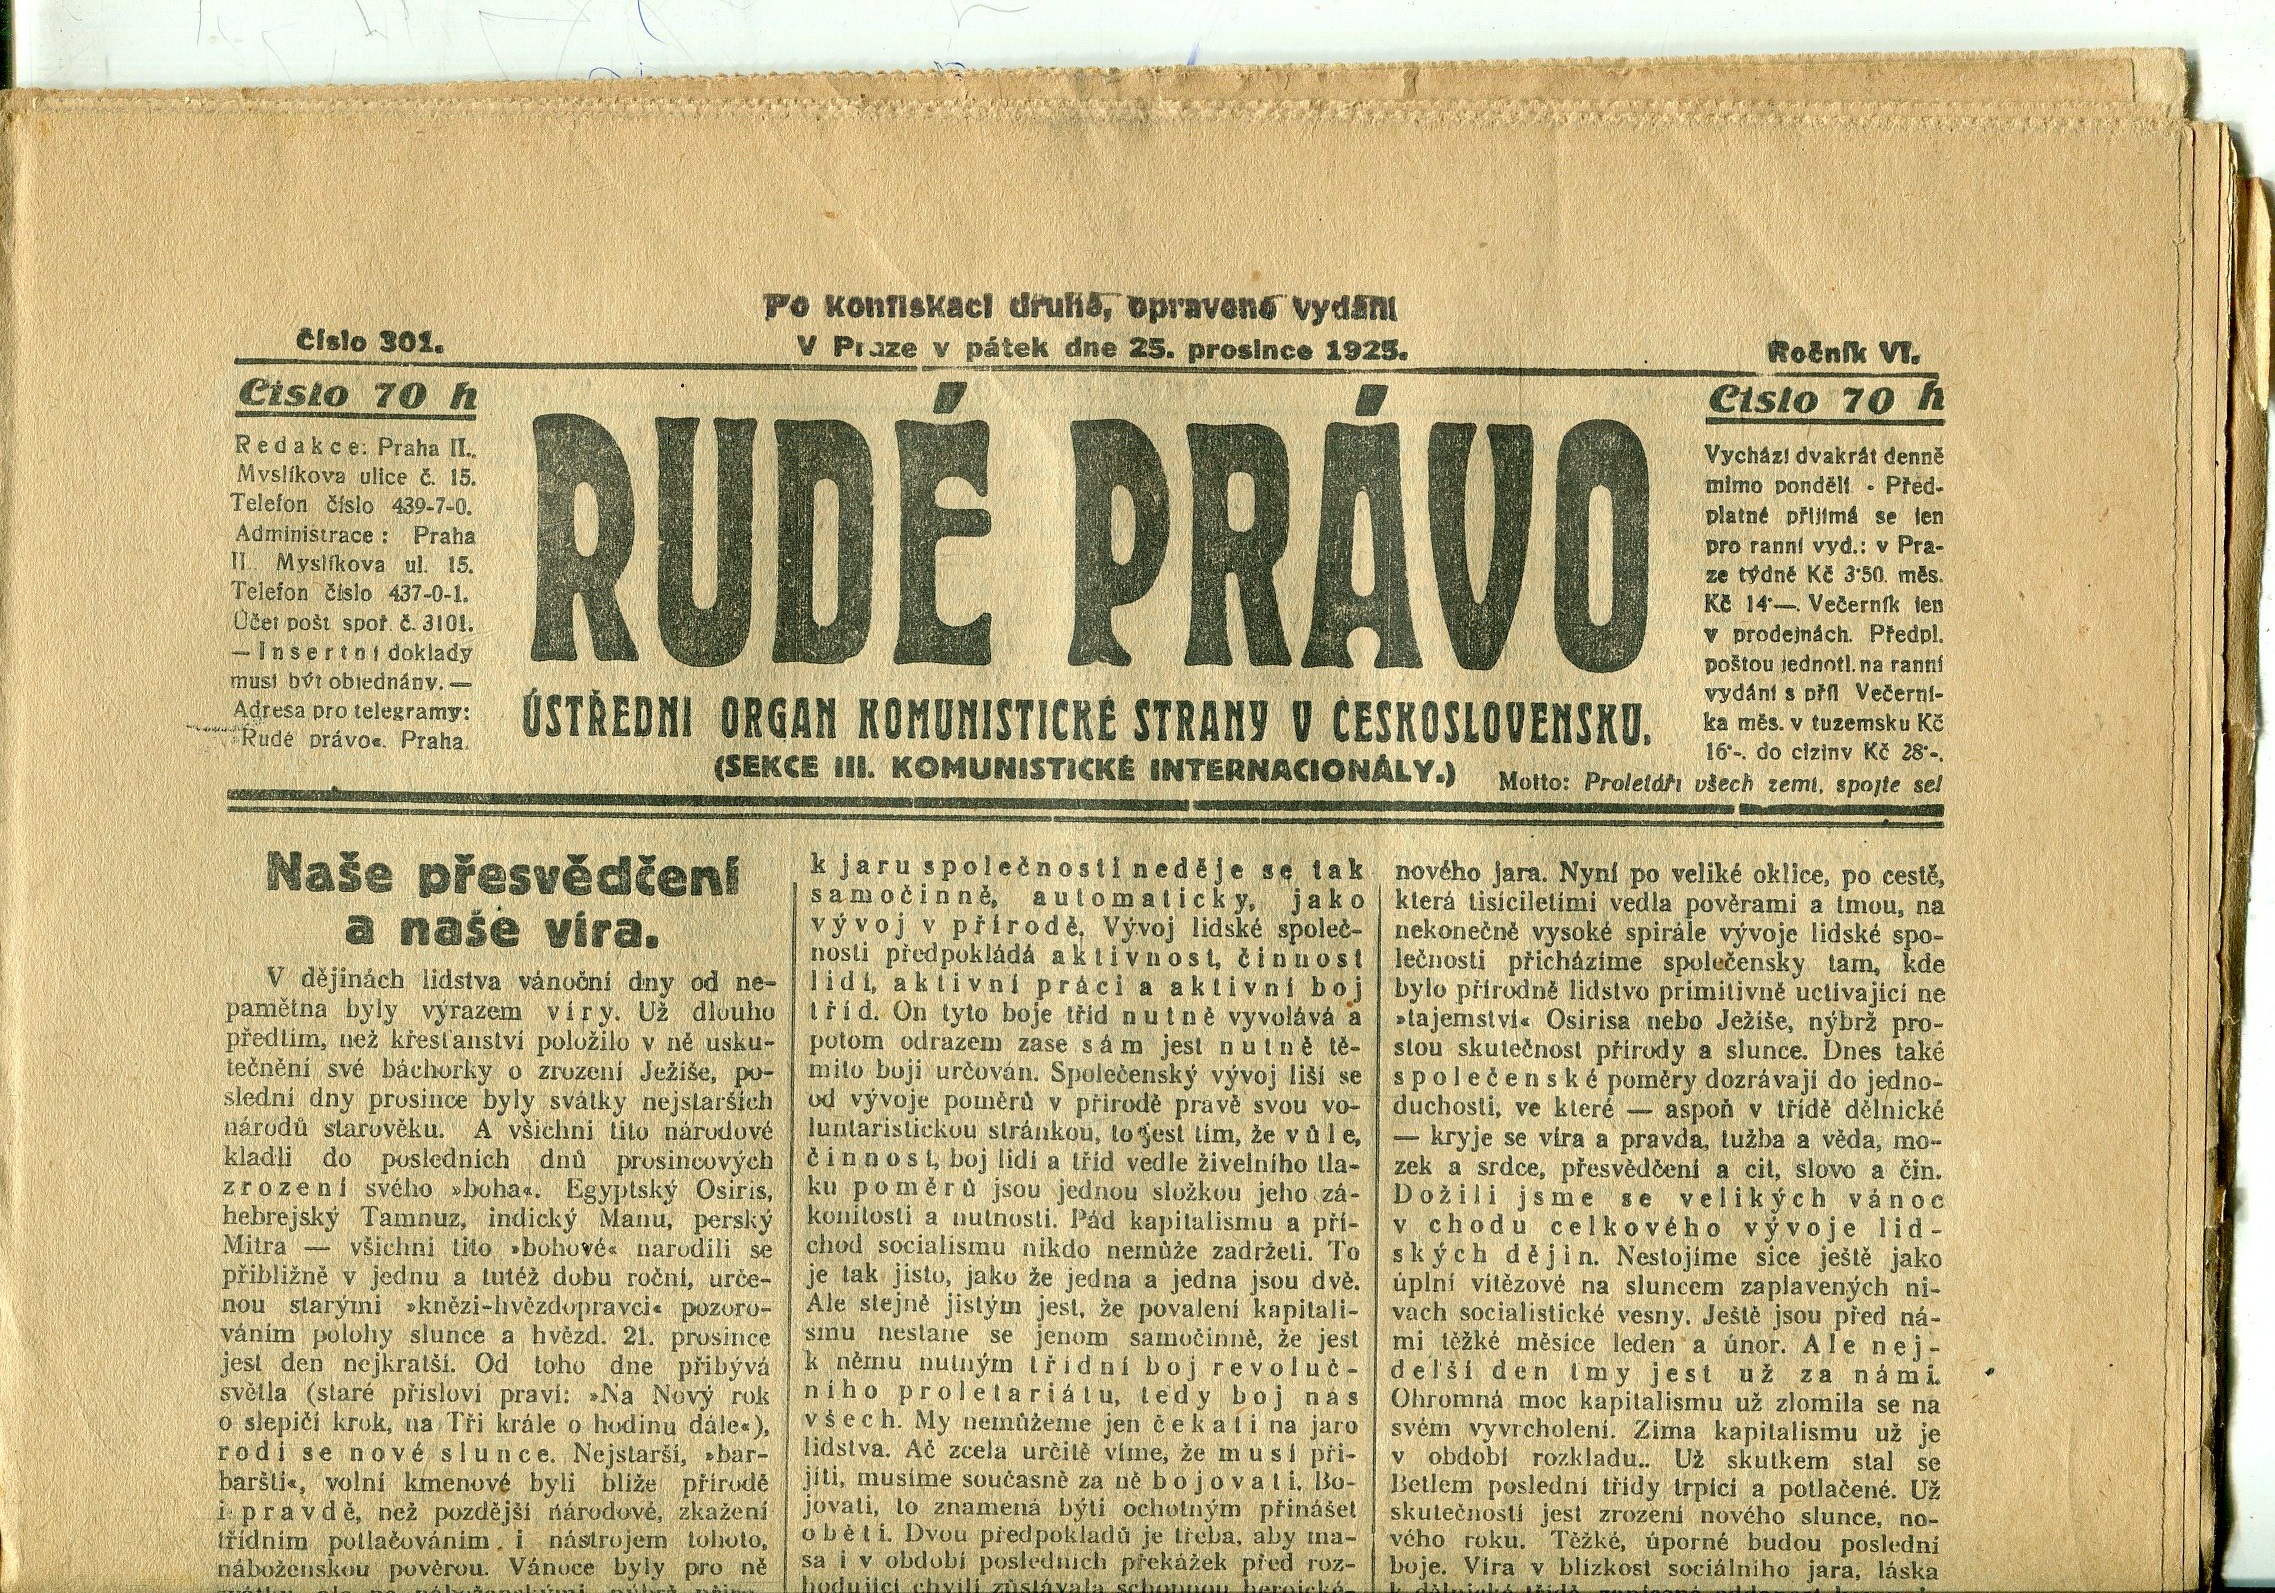 Po konfiskaci druhé, opravené vydání
Číslo 301.
V Praze v pátek dne 25. prosince 1925.
Ročník VI.
Číslo 70 h
Redakce: Praha II.,
Myslíkova ulice č. 15.
Telefon číslo 439-7-0.
Administrace: Praha
II. Myslíkova ul. 15.
Telefon číslo 437-0-1.
Účet pošt spoř. č. 3101.
— Insertní doklady
musí být objednány. —
Adresa pro telegramy:
»Rudé právo«. Praha.
RUDÉ PRÁVO
ÚSTŘEDNÍ ORGAN KOMUNISTICKÉ STRANY V ČESKOSLOVENSKU.
(SEKCE III. KOMUNISTICKÉ INTERNACIONÁLY.)
Číslo 70 h
Vychází dvakrát denně
mimo pondělí - Před-
platné přijímá se jen
pro ranní vyd.: v Pra-
ze týdně Kč 3·50. měs.
Kč 14·—. Večerník jen
v prodejnách. Předpl.
poštou jednotl. na ranní
vydání s příl Večerní-
ka měs. v tuzemsku Kč
16·-. do ciziny Kč 28·-.
Motto: Proletáři všech zemí, spojte se!
Naše přesvědčení
a naše víra.
V dějinách lidstva vánoční dny od ne-
pamětna byly výrazem víry. Už dlouho
předtím, než křesťanství položilo v ně usku-
tečnění své báchorky o zrození Ježíše, po-
slední dny prosince byly svátky nejstarších
národů starověku. A všichni tito národové
kladli do posledních dnů prosincových
zrození svého »boha«. Egyptský Osiris,
hebrejský Tamnuz, indický Manu, perský
Mitra — všichni tito »bohové« narodili se
přibližně v jednu a tutéž dobu roční, urče-
nou starými »knězi-hvězdopravci« pozoro-
váním polohy slunce a hvězd. 21. prosince
jest den nejkratší. Od toho dne přibývá
světla (staré přísloví praví: »Na Nový rok
o slepičí krok, na Tři krále o hodinu dále«),
rodí se nové slunce. Nejstarší, »bar-
barští«, volní kmenové byli blíže přírodě
i pravdě, než pozdější národové, zkažení
třídním potlačováním i nástrojem tohoto,
náboženskou pověrou. Vánoce byly pro ně
k jaru společnosti neděje se tak
samočinně, automaticky, jako
vývoj v přírodě. Vývoj lidské společ-
nosti předpokládá aktivnost, činnost
lidí, aktivní práci a aktivní boj
tříd. On tyto boje tříd nutně vyvolává a
potom odrazem zase sám jest nutně tě-
mito boji určován. Společenský vývoj liší se
od vývoje poměrů v přírodě právě svou vo-
luntaristickou stránkou, to jest tím, že vůle,
činnost, boj lidí a tříd vedle živelního tla-
ku poměrů jsou jednou složkou jeho zá-
konitosti a nutnosti. Pád kapitalismu a pří-
chod socialismu nikdo nemůže zadržeti. To
je tak jisto, jako že jedna a jedna jsou dvě.
Ale stejně jistým jest, že povalení kapitali-
smu nestane se jenom samočinně, že jest
k němu nutným třídní boj revoluč-
ního proletariátu, tedy boj nás
všech. My nemůžeme jen čekati na jaro
lidstva. Ač zcela určitě víme, že musí při-
jíti, musíme současně za ně bojovati. Bo-
jovati, to znamená býti ochotným přinášet
oběti. Dvou předpokladů je třeba, aby ma-
sa i v období posledních překážek před roz-
hodující chvílí zůstávala schopnou heroické-
nového jara. Nyní po veliké oklice, po cestě,
která tisíciletími vedla pověrami a tmou, na
nekonečně vysoké spirále vývoje lidské spo-
lečnosti přicházíme společensky tam, kde
bylo přírodně lidstvo primitivně uctívající ne
»tajemství« Osirisa nebo Ježíše, nýbrž pro-
stou skutečnost přírody a slunce. Dnes také
společenské poměry dozrávají do jedno-
duchosti, ve které — aspoň v třídě dělnické
— kryje se víra a pravda, tužba a věda, mo-
zek a srdce, přesvědčení a cit, slovo a čin.
Dožili jsme se velikých vánoc
v chodu celkového vývoje lid-
ských dějin. Nestojíme sice ještě jako
úplní vítězové na sluncem zaplavených ni-
vách socialistické vesny. Ještě jsou před ná-
mi těžké měsíce leden a únor. Ale nej-
delší den tmy jest už za námi.
Ohromná moc kapitalismu už zlomila se na
svém vyvrcholení. Zima kapitalismu už je
v období rozkladu.. Už skutkem stal se
Betlem poslední třídy trpící a potlačené. Už
skutečností jest zrození nového slunce, no-
vého roku. Těžké, úporné budou poslední
boje. Víra v blízkost sociálního jara, láska